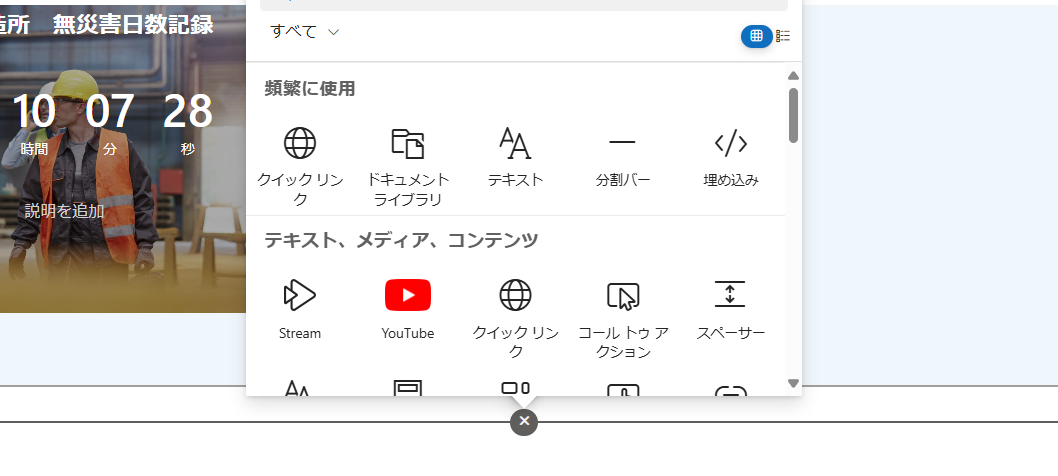 造所 無災害日数記録
すべて
10 07 28
時間 分 秒
説明を追加
頻繁に使用
クイック リン
ク
ドキュメント
ライブラリ
テキスト
分割バー
埋め込み
テキスト、メディア、コンテンツ
Stream
YouTube
クイック リン
ク
コール トゥ ア
クション
スペーサー